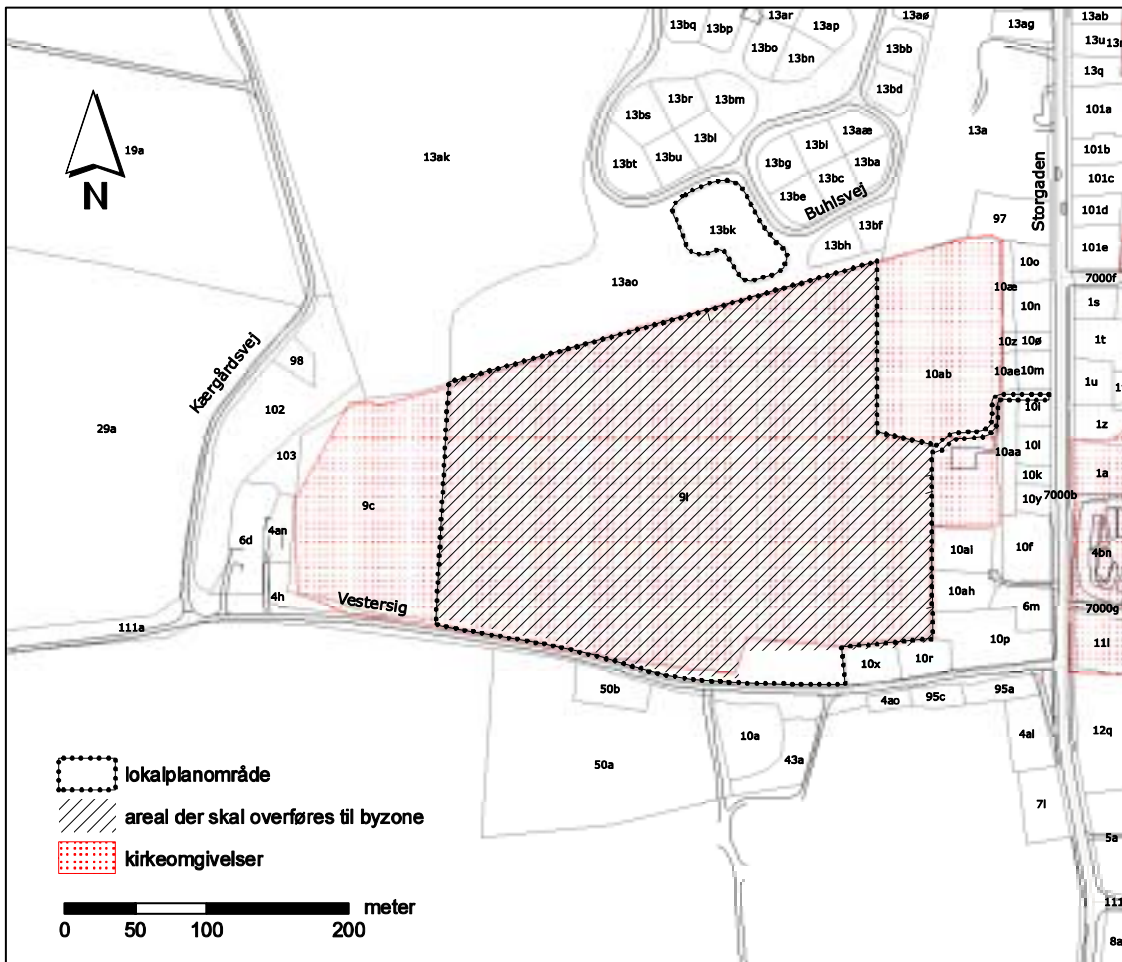 13bq 13bp 13ar 13ap 13aø 13ag 13ab
13bo 13bn 13bb 13u
13q
13bs 13br 13bm 13bd 101a
13bl 13bi 13aæ 13a
19a 13ak 13bt 13bu 13bg 13ba 101b
13be 13bc 101c
N
Buhlsvej
Storgaden
13bk 13bf 97 101d
13bh 101e
13ao 10o 7000f
10æ
10n 1s
10z 10ø 1t
98 10ab 10ae 10m
Kærgårdsvej
1u
102 10i
29a 1z
103 10aa 10l
9c 10k 1a
10y 7000b
6d 4an
10ai 10f 4bn
4h Vestersig 10ah
6m 7000g
111a 10p 11i
10x 10r
50b 4ao 95c 95a
10a 12q
50a 43a
lokalplanområde
areal der skal overføres til byzone
5a
kirkeomgivelser
meter
0 50 100 200
8a